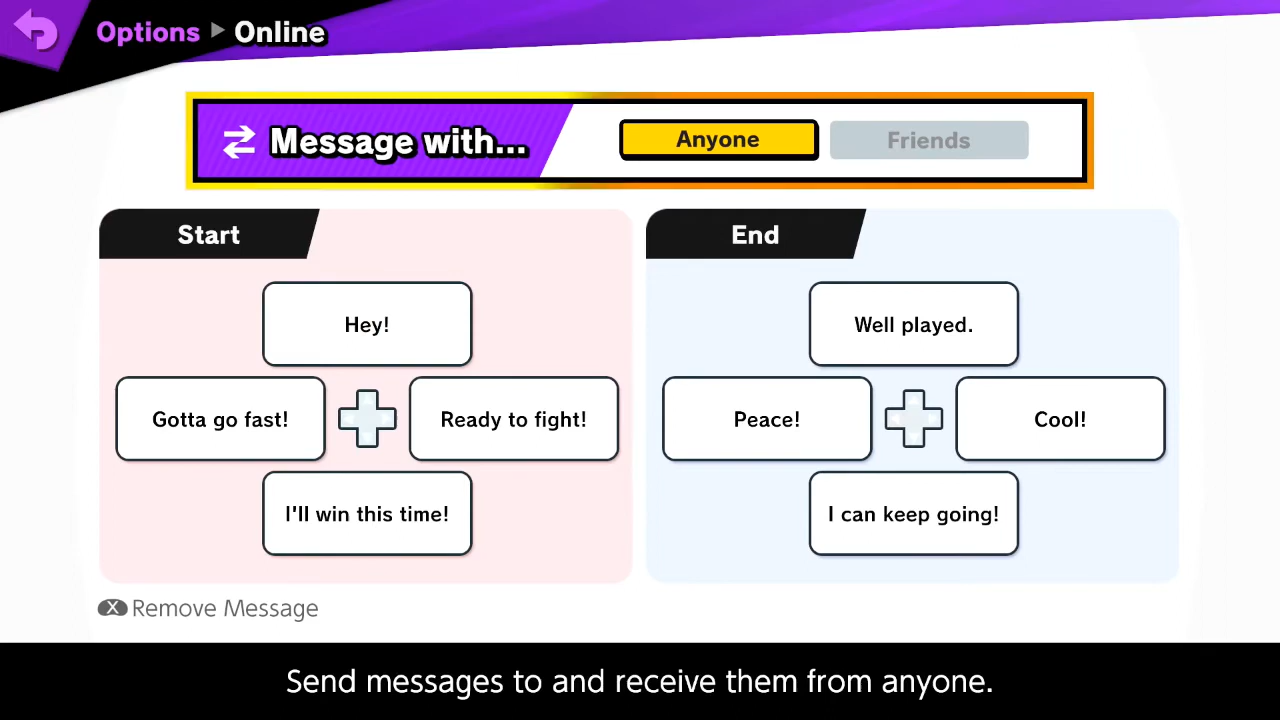 Options ▶ Online
Message with...
Anyone
Friends
Start
Hey!
Gotta go fast!
Ready to fight!
I'll win this time!
End
Well played.
Peace!
Cool!
I can keep going!
X Remove Message
Send messages to and receive them from anyone.